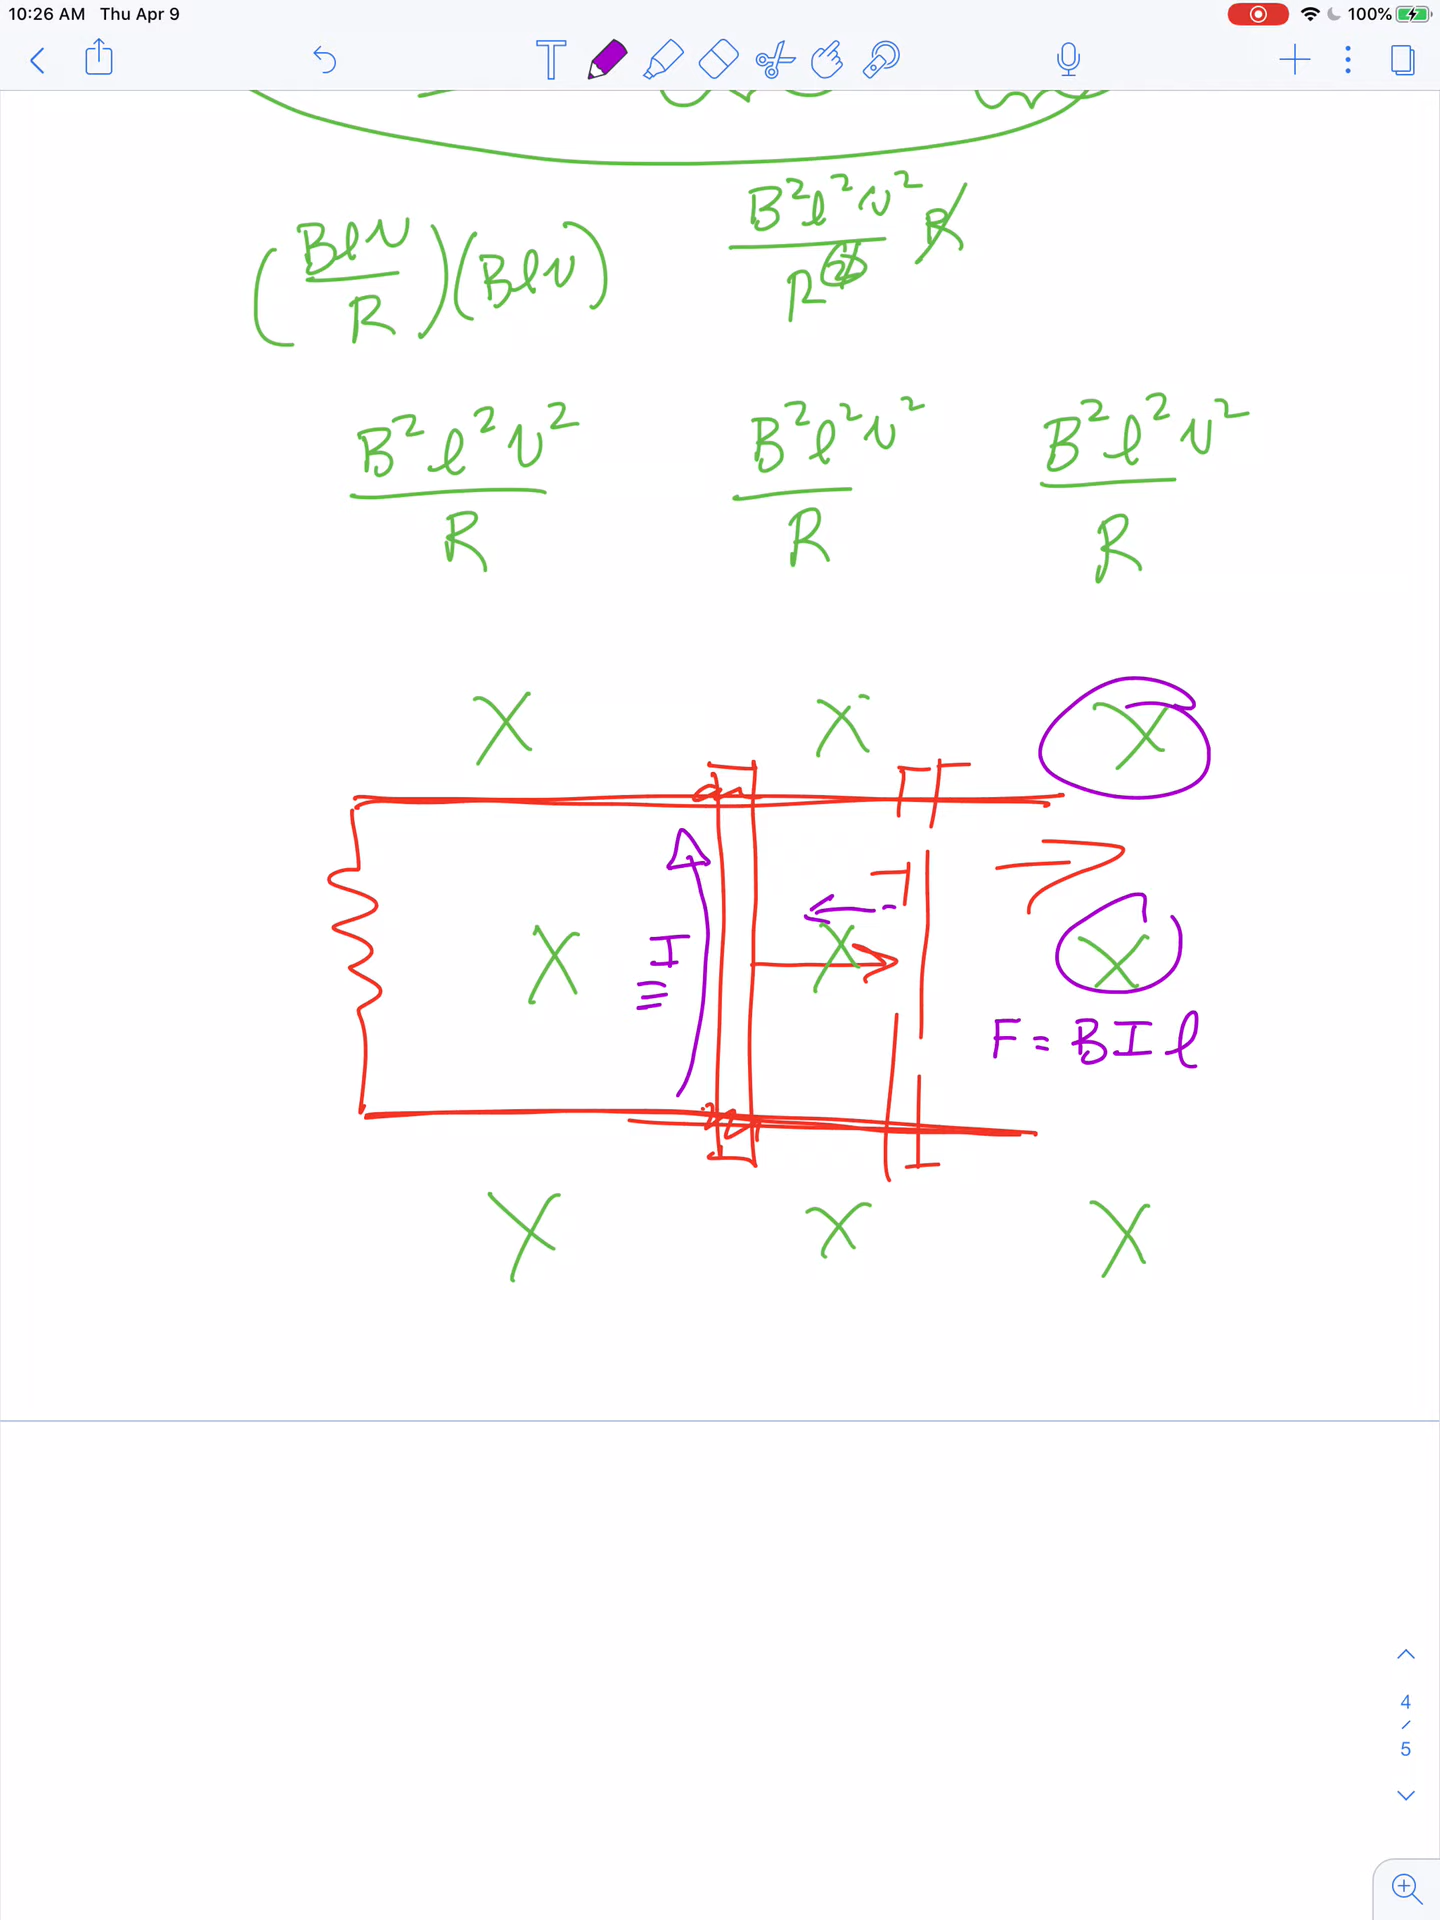 10:26 AM Thu Apr 9
100%
T
(Blv/R)(Blv) B²l²v²/R² R
B²l²v²/R B²l²v²/R B²l²v²/R
X X X
I X X X
F = BIl
X X X
4
/
5